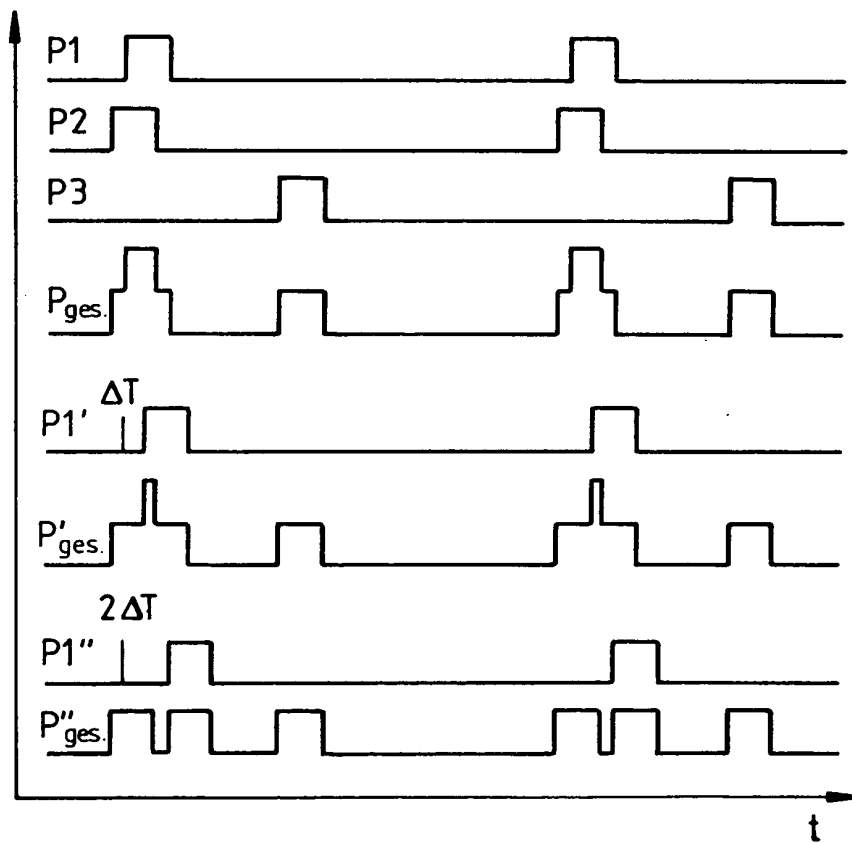 P1
P2
P3
Pges.
ΔT
P1'
P'ges.
2ΔT
P1"
P"ges.
t